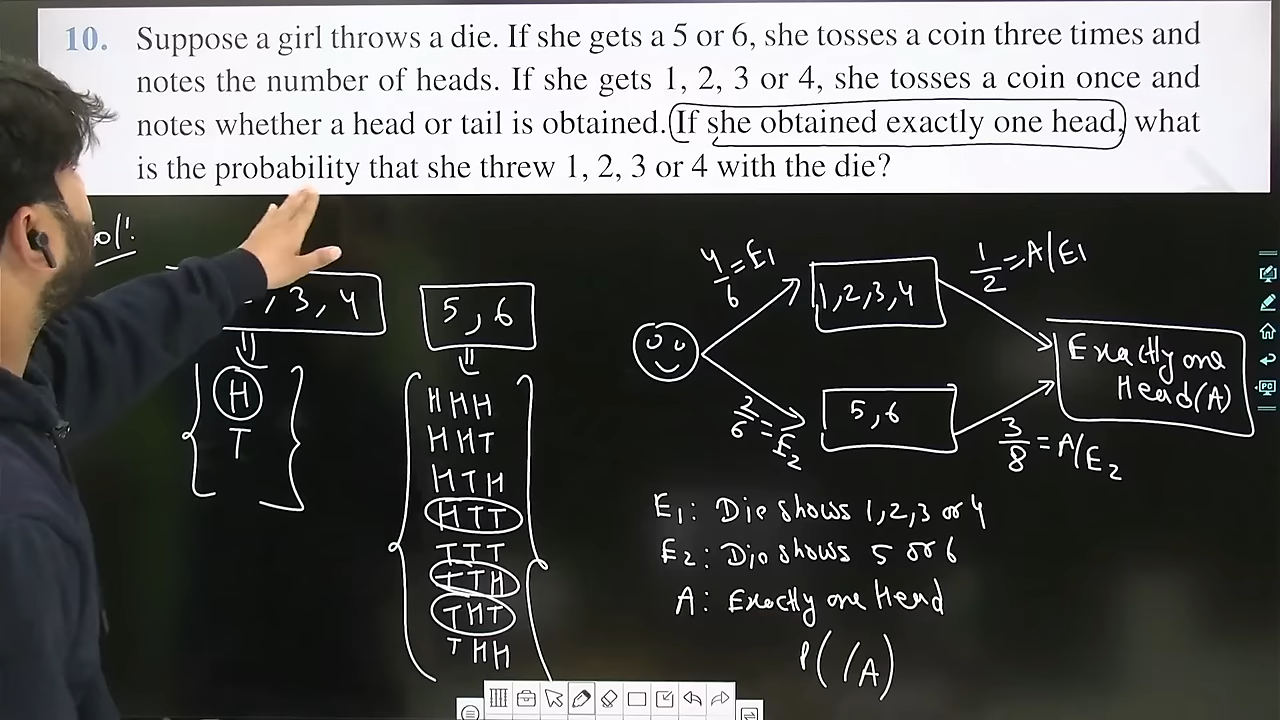 10. Suppose a girl throws a die. If she gets a 5 or 6, she tosses a coin three times and
notes the number of heads. If she gets 1, 2, 3 or 4, she tosses a coin once and
notes whether a head or tail is obtained. If she obtained exactly one head, what
is the probability that she threw 1, 2, 3 or 4 with the die?
, 3, 4
H
T
5, 6
HHH
HHT
HTH
HTT
TTT
TTH
THT
THH
4/6 = E1
1,2,3,4
1/2 = A/E1
2/6 = E2
5,6
3/8 = A/E2
Exactly one
Head (A)
E1: Die shows 1,2,3 or 4
E2: Die shows 5 or 6
A: Exactly one Head
P( /A)